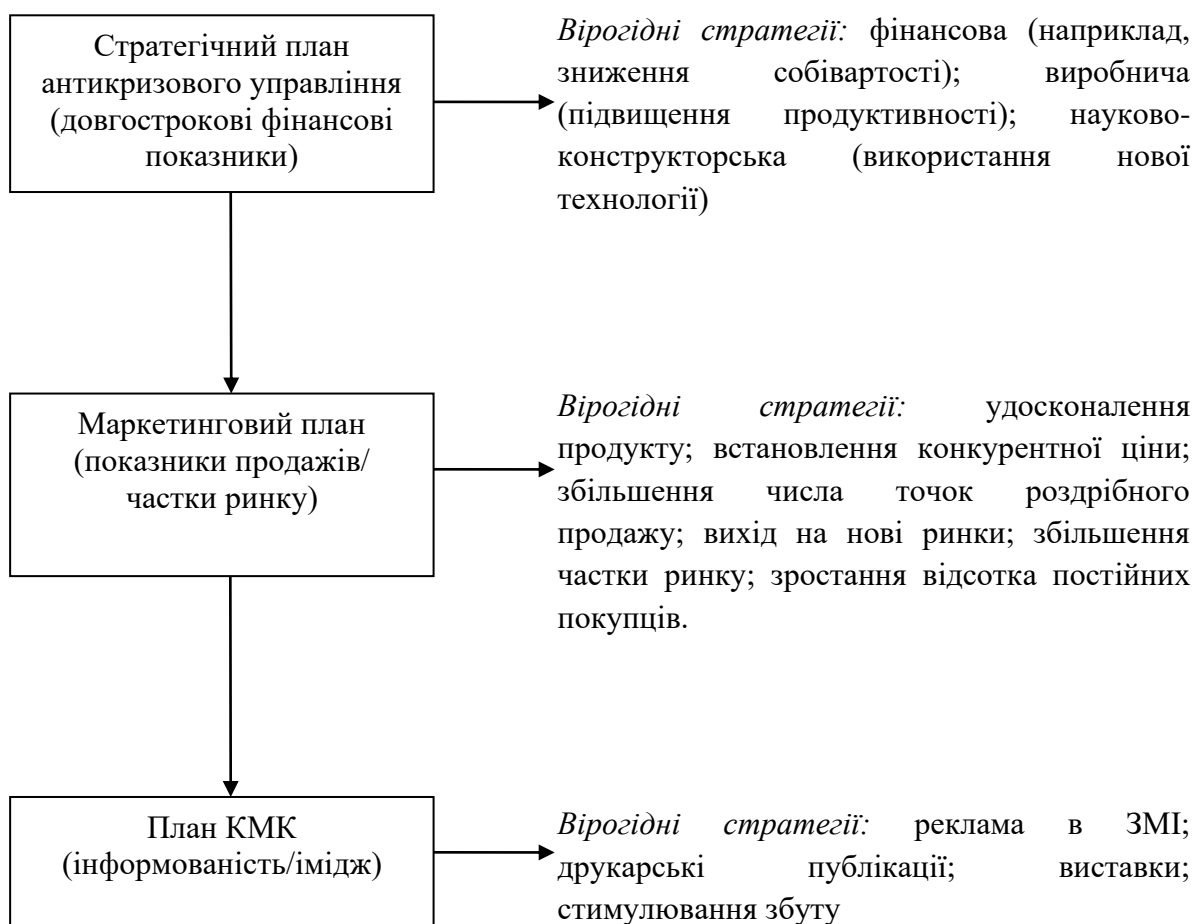 Стратегічний план
антикризового управління
(довгострокові фінансові
показники)
Вірогідні стратегії: фінансова (наприклад,
зниження собівартості); виробнича
(підвищення продуктивності); науково-
конструкторська (використання нової
технології)
Маркетинговий план
(показники продажів/
частки ринку)
Вірогідні стратегії: удосконалення
продукту; встановлення конкурентної ціни;
збільшення числа точок роздрібного
продажу; вихід на нові ринки; збільшення
частки ринку; зростання відсотка постійних
покупців.
План КМК
(інформованість/імідж)
Вірогідні стратегії: реклама в ЗМІ;
друкарські публікації; виставки;
стимулювання збуту